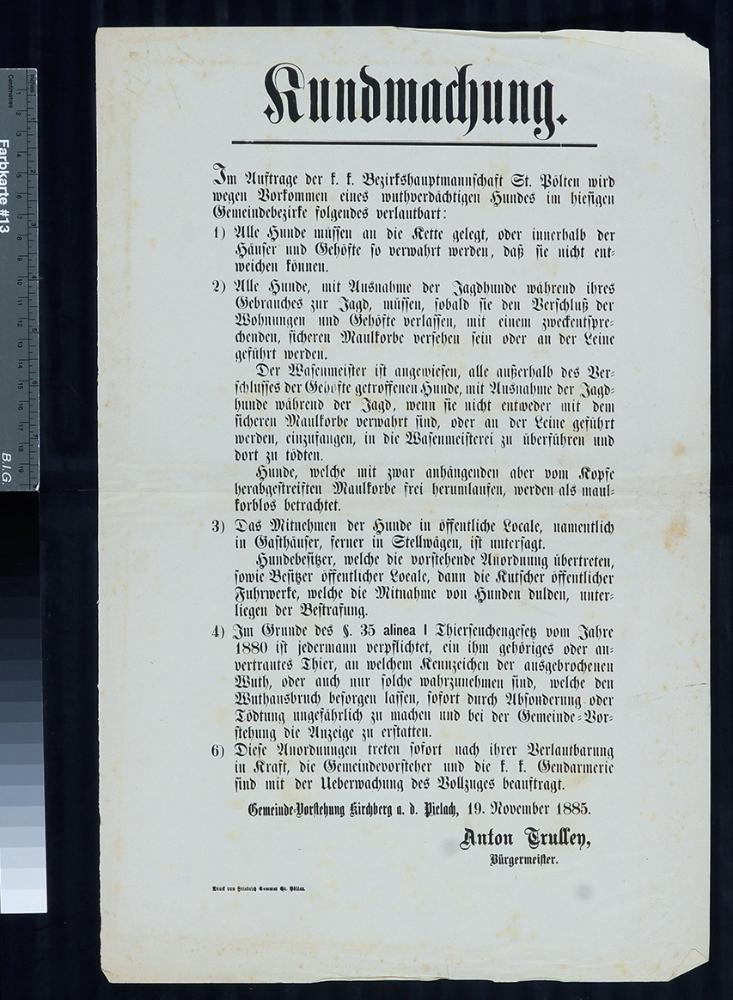 Kundmachung.
Im Auftrage der k. k. Bezirkshauptmannschaft St. Pölten wird
wegen Vorkommen eines wuthverdächtigen Hundes im hiesigen
Gemeindebezirke folgendes verlautbart:
1) Alle Hunde müssen an die Kette gelegt, oder innerhalb der
Häuser und Gehöfte so verwahrt werden, daß sie nicht ent-
weichen können.
2) Alle Hunde, mit Ausnahme der Jagdhunde während ihres
Gebrauches zur Jagd, müssen, sobald sie den Verschluß der
Wohnungen und Gehöfte verlassen, mit einem zweckentspre-
chenden, sicheren Maulkorbe versehen sein oder an der Leine
geführt werden.
Der Wasenmeister ist angewiesen, alle außerhalb des Ver-
schlusses der Gehöfte getroffenen Hunde, mit Ausnahme der Jagd-
hunde während der Jagd, wenn sie nicht entweder mit dem
sicheren Maulkorbe verwahrt sind, oder an der Leine geführt
werden, einzufangen, in die Wasenmeisterei zu überführen und
dort zu tödten.
Hunde, welche mit zwar anhängenden aber vom Kopfe
herabgestreiften Maulkorbe frei herumlaufen, werden als maul-
korblos betrachtet.
3) Das Mitnehmen der Hunde in öffentliche Locale, namentlich
in Gasthäuser, ferner in Stellwägen, ist untersagt.
Hundebesitzer, welche die vorstehende Anordnung übertreten,
sowie Besitzer öffentlicher Locale, dann die Kutscher öffentlicher
Fuhrwerke, welche die Mitnahme von Hunden dulden, unter-
liegen der Bestrafung.
4) Im Grunde des §. 35 alinea I Thierseuchengesetz vom Jahre
1880 ist jedermann verpflichtet, ein ihm gehöriges oder an-
vertrautes Thier, an welchem Kennzeichen der ausgebrochenen
Wuth, oder auch nur solche wahrzunehmen sind, welche den
Wuthausbruch besorgen lassen, sofort durch Absonderung oder
Tödtung ungefährlich zu machen und bei der Gemeinde-Vor-
stehung die Anzeige zu erstatten.
6) Diese Anordnungen treten sofort nach ihrer Verlautbarung
in Kraft, die Gemeindevorsteher und die k. k. Gendarmerie
sind mit der Ueberwachung des Vollzuges beauftragt.
Gemeinde-Vorstehung Kirchberg a. d. Pielach, 19. November 1885.
Anton Trulley,
Bürgermeister.
Druck von Friedrich Sommer St. Pölten.
Farbkarte #13
B.I.G.
Centimetres
Inches